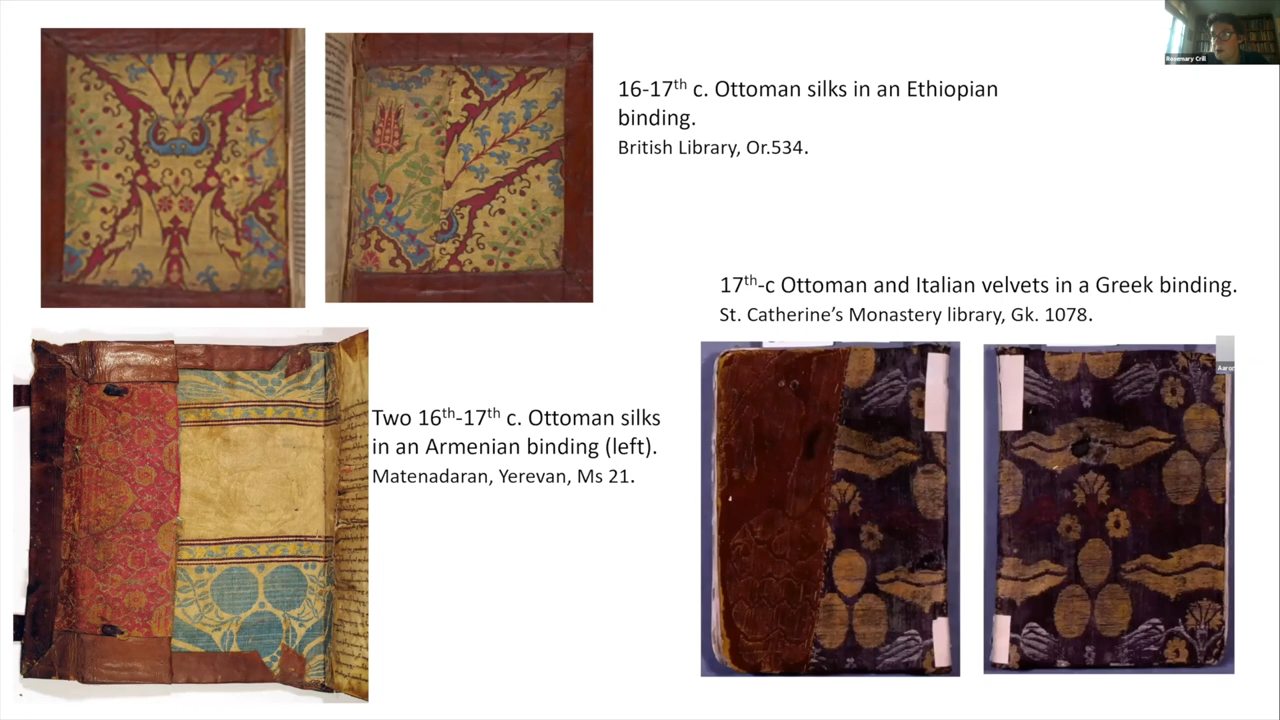 Rosemary Crill
16-17th c. Ottoman silks in an Ethiopian
binding.
British Library, Or.534.
17th-c Ottoman and Italian velvets in a Greek binding.
St. Catherine’s Monastery library, Gk. 1078.
Aaron
Two 16th-17th c. Ottoman silks
in an Armenian binding (left).
Matenadaran, Yerevan, Ms 21.